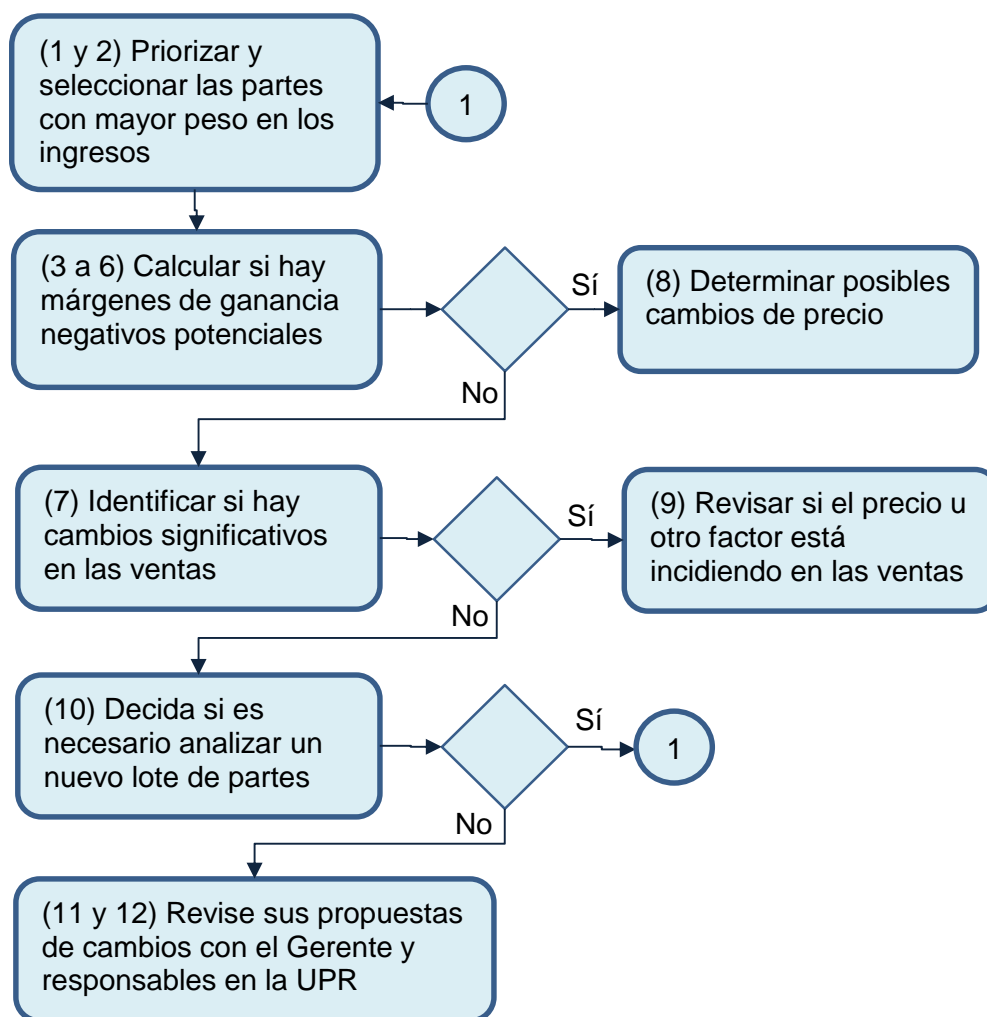 (1 y 2) Priorizar y
seleccionar las partes
con mayor peso en los
ingresos
1
(3 a 6) Calcular si hay
márgenes de ganancia
negativos potenciales
Sí
(8) Determinar posibles
cambios de precio
No
(7) Identificar si hay
cambios significativos
en las ventas
Sí
(9) Revisar si el precio u
otro factor está
incidiendo en las ventas
No
(10) Decida si es
necesario analizar un
nuevo lote de partes
Sí
1
No
(11 y 12) Revise sus propuestas
de cambios con el Gerente y
responsables en la UPR